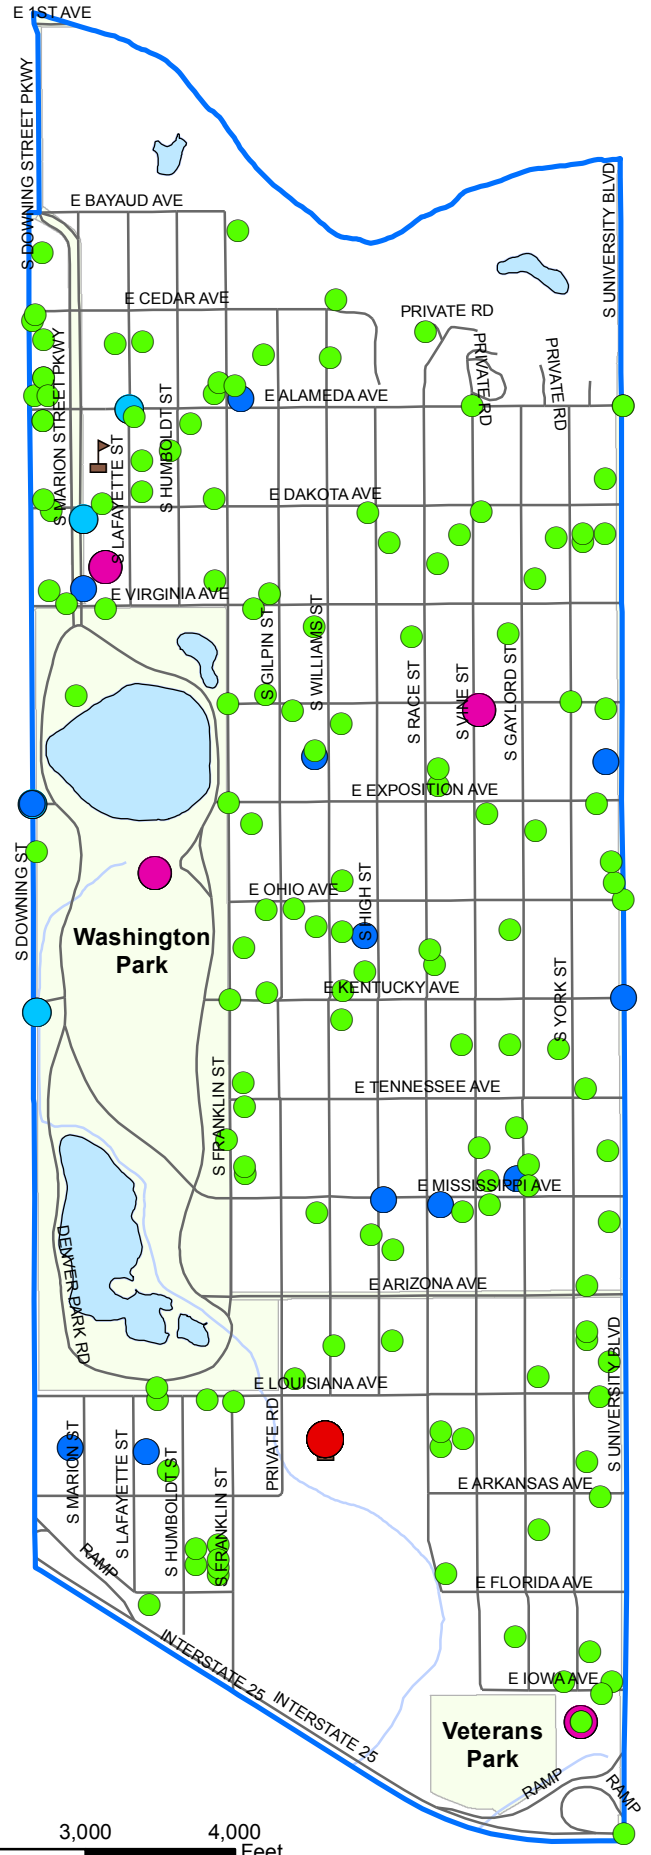 E 1ST AVE
S DOWNING STREET PKWY
S UNIVERSITY BLVD
E BAYAUD AVE
E CEDAR AVE
PRIVATE RD
PRIVATE RD
PRIVATE RD
S MARION STREET PKWY
E ALAMEDA AVE
S HUMBOLDT ST
S LAFAYETTE ST
E DAKOTA AVE
E VIRGINIA AVE
S GILPIN ST
S WILLIAMS ST
S RACE ST
S VINE ST
S GAYLORD ST
E EXPOSITION AVE
S DOWNING ST
E OHIO AVE
S HIGH ST
Washington
Park
E KENTUCKY AVE
S YORK ST
S FRANKLIN ST
E TENNESSEE AVE
E MISSISSIPPI AVE
DENVER PARK RD
E ARIZONA AVE
S UNIVERSITY BLVD
E LOUISIANA AVE
PRIVATE RD
S MARION ST
S LAFAYETTE ST
S HUMBOLDT ST
S FRANKLIN ST
E ARKANSAS AVE
RAMP
E FLORIDA AVE
INTERSTATE 25
INTERSTATE 25
E IOWA AVE
Veterans
Park
RAMP
RAMP
3,000
4,000
Feet